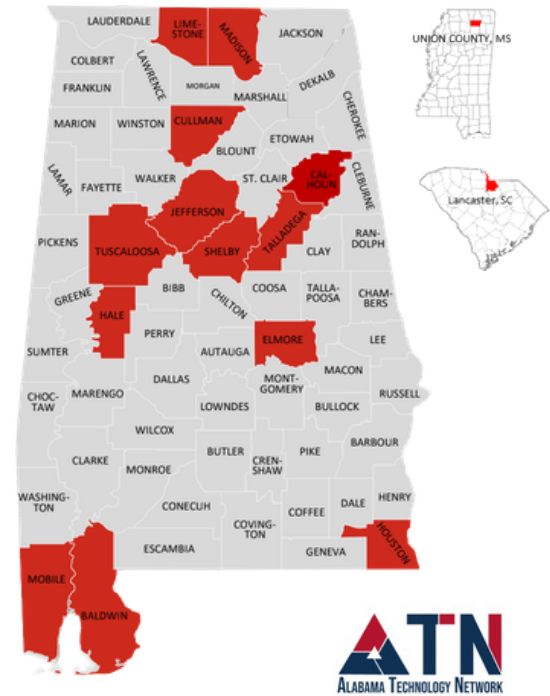 LAUDERDALE
LIME-
STONE
MADISON
JACKSON
COLBERT
LAWRENCE
FRANKLIN
MORGAN
MARSHALL
DEKALB
CHEROKEE
MARION
WINSTON
CULLMAN
ETOWAH
BLOUNT
LAMAR
FAYETTE
WALKER
ST. CLAIR
CAL-
HOUN
CLEBURNE
JEFFERSON
PICKENS
TUSCALOOSA
SHELBY
TALLADEGA
CLAY
RAN-
DOLPH
GREENE
HALE
BIBB
CHILTON
COOSA
TALLA-
POOSA
CHAM-
BERS
SUMTER
PERRY
AUTAUGA
ELMORE
LEE
MACON
CHOC-
TAW
MARENGO
DALLAS
LOWNDES
MONT-
GOMERY
BULLOCK
RUSSELL
WILCOX
CLARKE
MONROE
BUTLER
CREN-
SHAW
PIKE
BARBOUR
WASHING-
TON
CONECUH
COVING-
TON
COFFEE
DALE
HENRY
HOUSTON
ESCAMBIA
GENEVA
MOBILE
BALDWIN
UNION COUNTY, MS
Lancaster, SC
ATN
ALABAMA TECHNOLOGY NETWORK